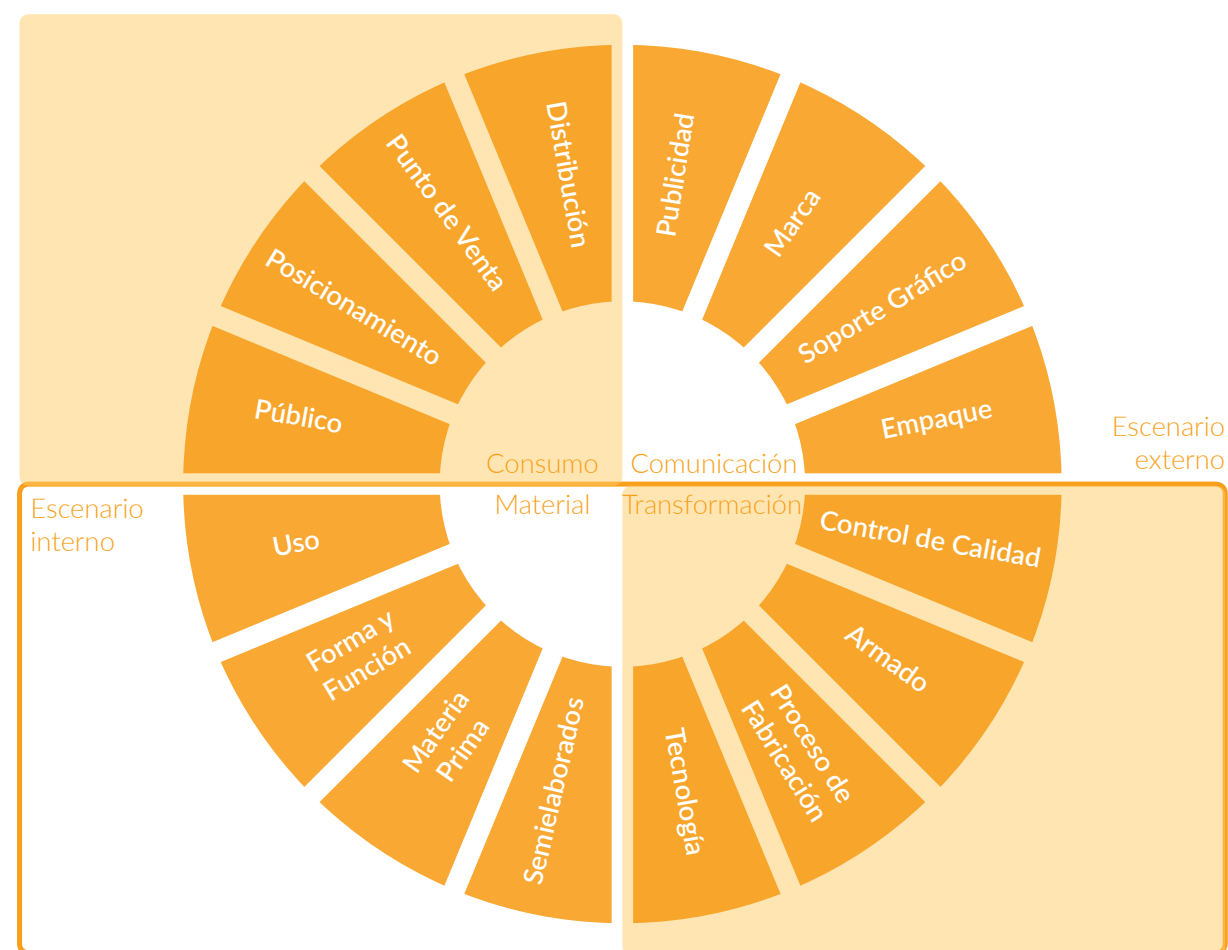 Distribución
Publicidad
Punto de Venta
Marca
Posicionamiento
Soporte Gráfico
Público
Empaque
Escenario
externo
Consumo
Comunicación
Material
Transformación
Escenario
interno
Uso
Control de Calidad
Forma y
Función
Armado
Materia
Prima
Proceso de
Fabricación
Semielaborados
Tecnología